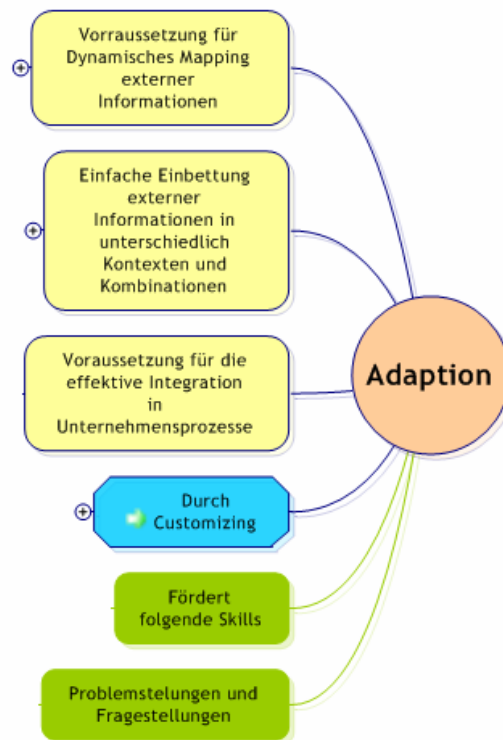 Vorraussetzung für
Dynamisches Mapping
externer
Informationen
Einfache Einbettung
externer
Informationen in
unterschiedlich
Kontexten und
Kombinationen
Voraussetzung für die
effektive Integration
in
Unternehmensprozesse
Adaption
Durch
Customizing
Fördert
folgende Skills
Problemstelungen und
Fragestellungen